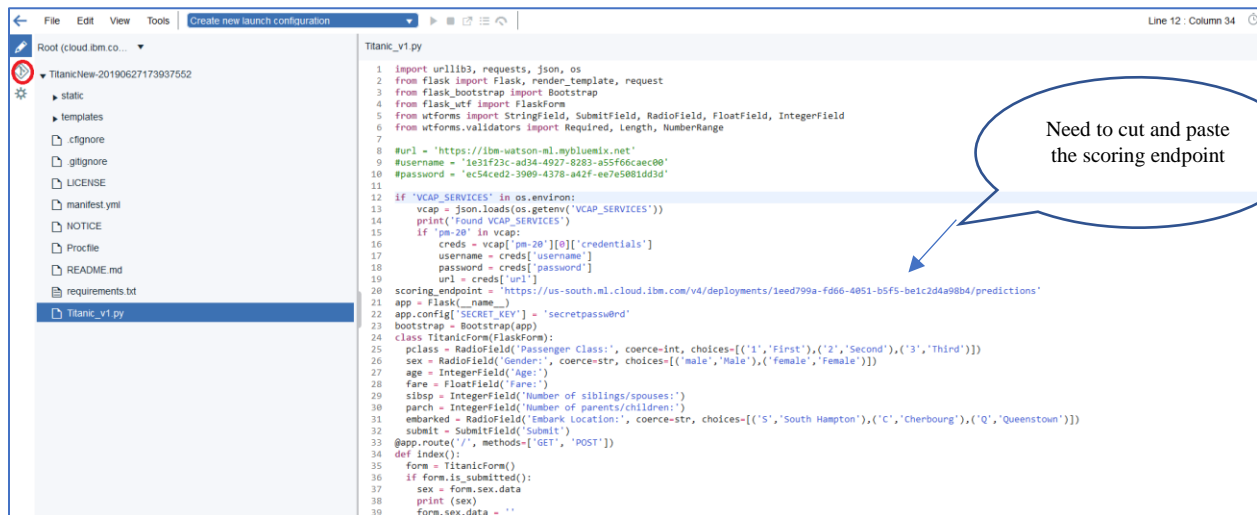 File Edit View Tools Create new launch configuration Line 12 : Column 34
Root (cloud.ibm.co... Titanic_v1.py
TitanicNew-20190627173937552
static
templates
.cfignore
.gitignore
LICENSE
manifest.yml
NOTICE
Procfile
README.md
requirements.txt
Titanic_v1.py
1 import urllib3, requests, json, os
2 from flask import Flask, render_template, request
3 from flask_bootstrap import Bootstrap
4 from flask_wtf import FlaskForm
5 from wtforms import StringField, SubmitField, RadioField, FloatField, IntegerField
6 from wtforms.validators import Required, Length, NumberRange
7
8 #url = 'https://ibm-watson-ml.mybluemix.net'
9 #username = '1e31f23c-ad34-4927-8283-a55f66caec00'
10 #password = 'ec54ced2-3909-4378-a42f-ee7e5081dd3d'
11
12 if 'VCAP_SERVICES' in os.environ:
13 vcap = json.loads(os.getenv('VCAP_SERVICES'))
14 print('Found VCAP_SERVICES')
15 if 'pm-20' in vcap:
16 creds = vcap['pm-20'][0]['credentials']
17 username = creds['username']
18 password = creds['password']
19 url = creds['url']
20 scoring_endpoint = 'https://us-south.ml.cloud.ibm.com/v4/deployments/1eed799a-fd66-4051-b5f5-be1c2d4a98b4/predictions'
21 app = Flask(__name__)
22 app.config['SECRET_KEY'] = 'secretpassw0rd'
23 bootstrap = Bootstrap(app)
24 class TitanicForm(FlaskForm):
25 pclass = RadioField('Passenger Class:', coerce=int, choices=[('1','First'),('2','Second'),('3','Third')])
26 sex = RadioField('Gender:', coerce=str, choices=[('male','Male'),('female','Female')])
27 age = IntegerField('Age:')
28 fare = FloatField('Fare:')
29 sibsp = IntegerField('Number of siblings/spouses:')
30 parch = IntegerField('Number of parents/children:')
31 embarked = RadioField('Embark Location:', coerce=str, choices=[('S','South Hampton'),('C','Cherbourg'),('Q','Queenstown')])
32 submit = SubmitField('Submit')
33 @app.route('/', methods=['GET', 'POST'])
34 def index():
35 form = TitanicForm()
36 if form.is_submitted():
37 sex = form.sex.data
38 print (sex)
39 form.sex.data = ''
Need to cut and paste
the scoring endpoint